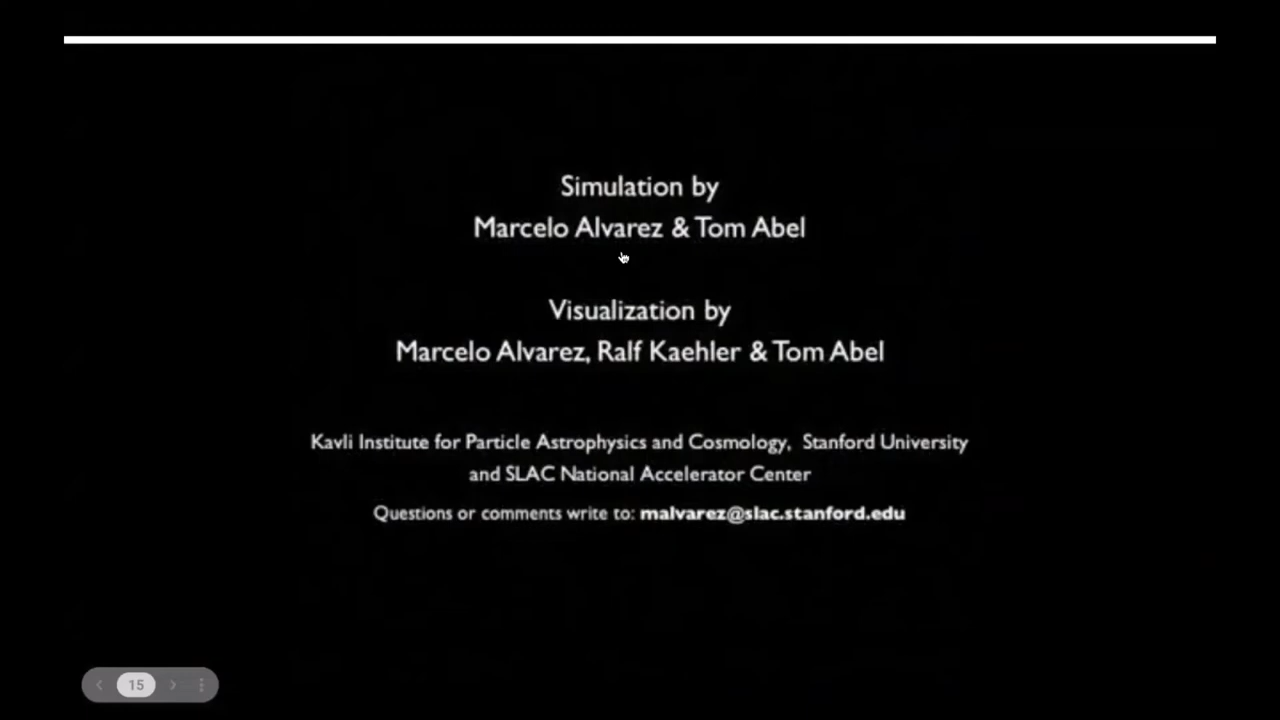 Simulation by
Marcelo Alvarez & Tom Abel
Visualization by
Marcelo Alvarez, Ralf Kaehler & Tom Abel
Kavli Institute for Particle Astrophysics and Cosmology, Stanford University
and SLAC National Accelerator Center
Questions or comments write to: malvarez@slac.stanford.edu
15